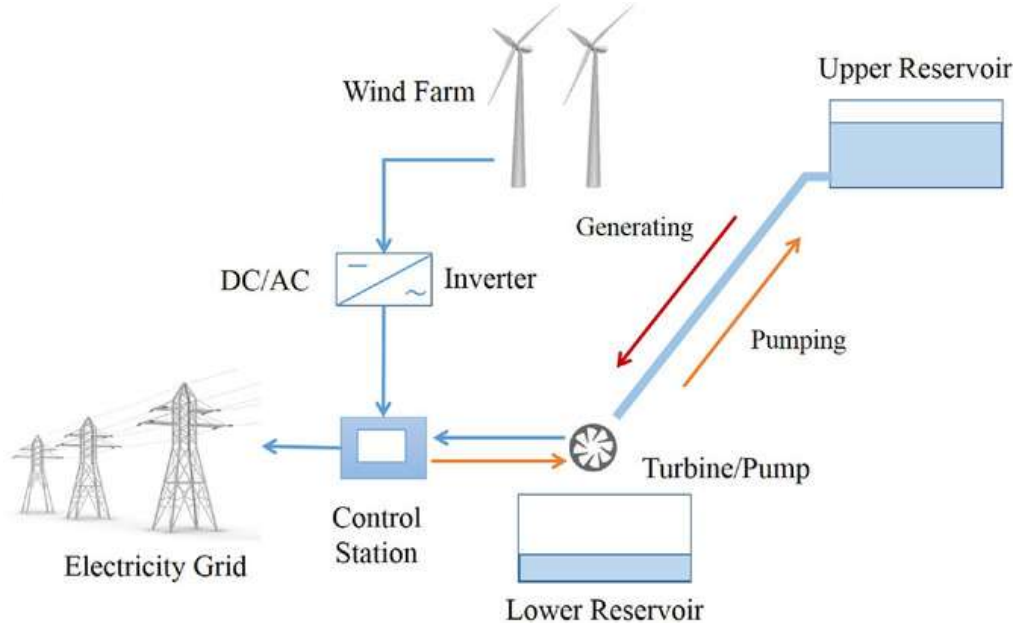 Upper Reservoir
Wind Farm
Generating
DC/AC
Inverter
Pumping
Turbine/Pump
Control
Station
Electricity Grid
Lower Reservoir